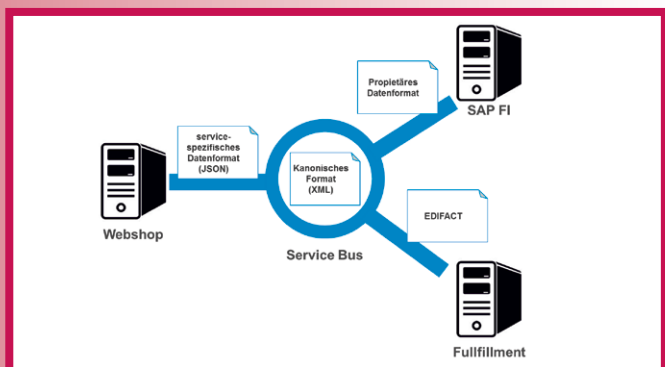 Propietäres
Datenformat
SAP FI
service-
spezifisches
Datenformat
(JSON)
Kanonisches
Format
(XML)
Webshop
Service Bus
EDIFACT
Fullfillment